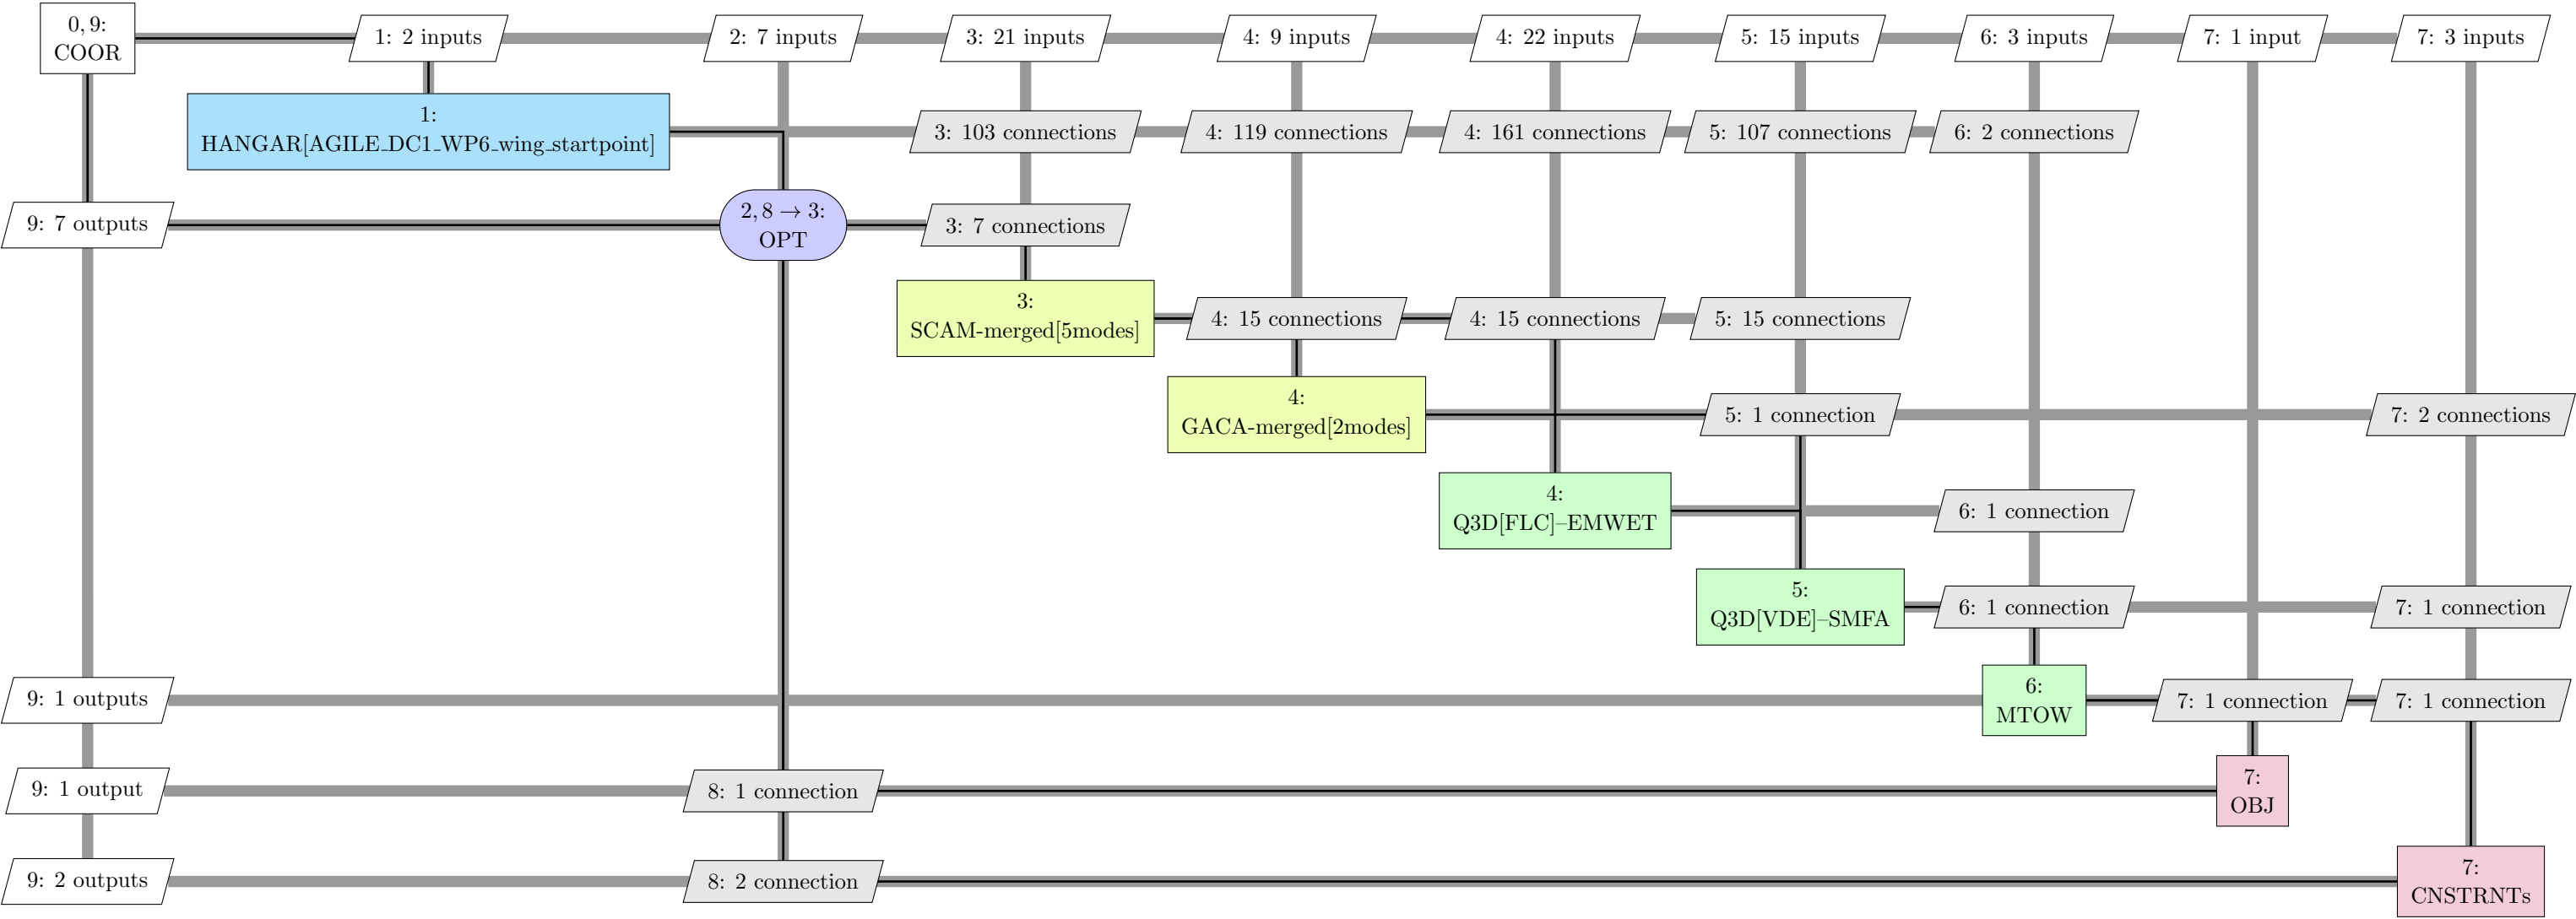 0, 9:
COOR
1: 2 inputs
2: 7 inputs
3: 21 inputs
4: 9 inputs
4: 22 inputs
5: 15 inputs
6: 3 inputs
7: 1 input
7: 3 inputs
1:
HANGAR[AGILE_DC1_WP6_wing_startpoint]
3: 103 connections
4: 119 connections
4: 161 connections
5: 107 connections
6: 2 connections
9: 7 outputs
2, 8 → 3:
OPT
3: 7 connections
3:
SCAM-merged[5modes]
4: 15 connections
4: 15 connections
5: 15 connections
4:
GACA-merged[2modes]
5: 1 connection
7: 2 connections
4:
Q3D[FLC]–EMWET
6: 1 connection
5:
Q3D[VDE]–SMFA
6: 1 connection
7: 1 connection
9: 1 outputs
6:
MTOW
7: 1 connection
7: 1 connection
9: 1 output
8: 1 connection
7:
OBJ
9: 2 outputs
8: 2 connection
7:
CNSTRNTs